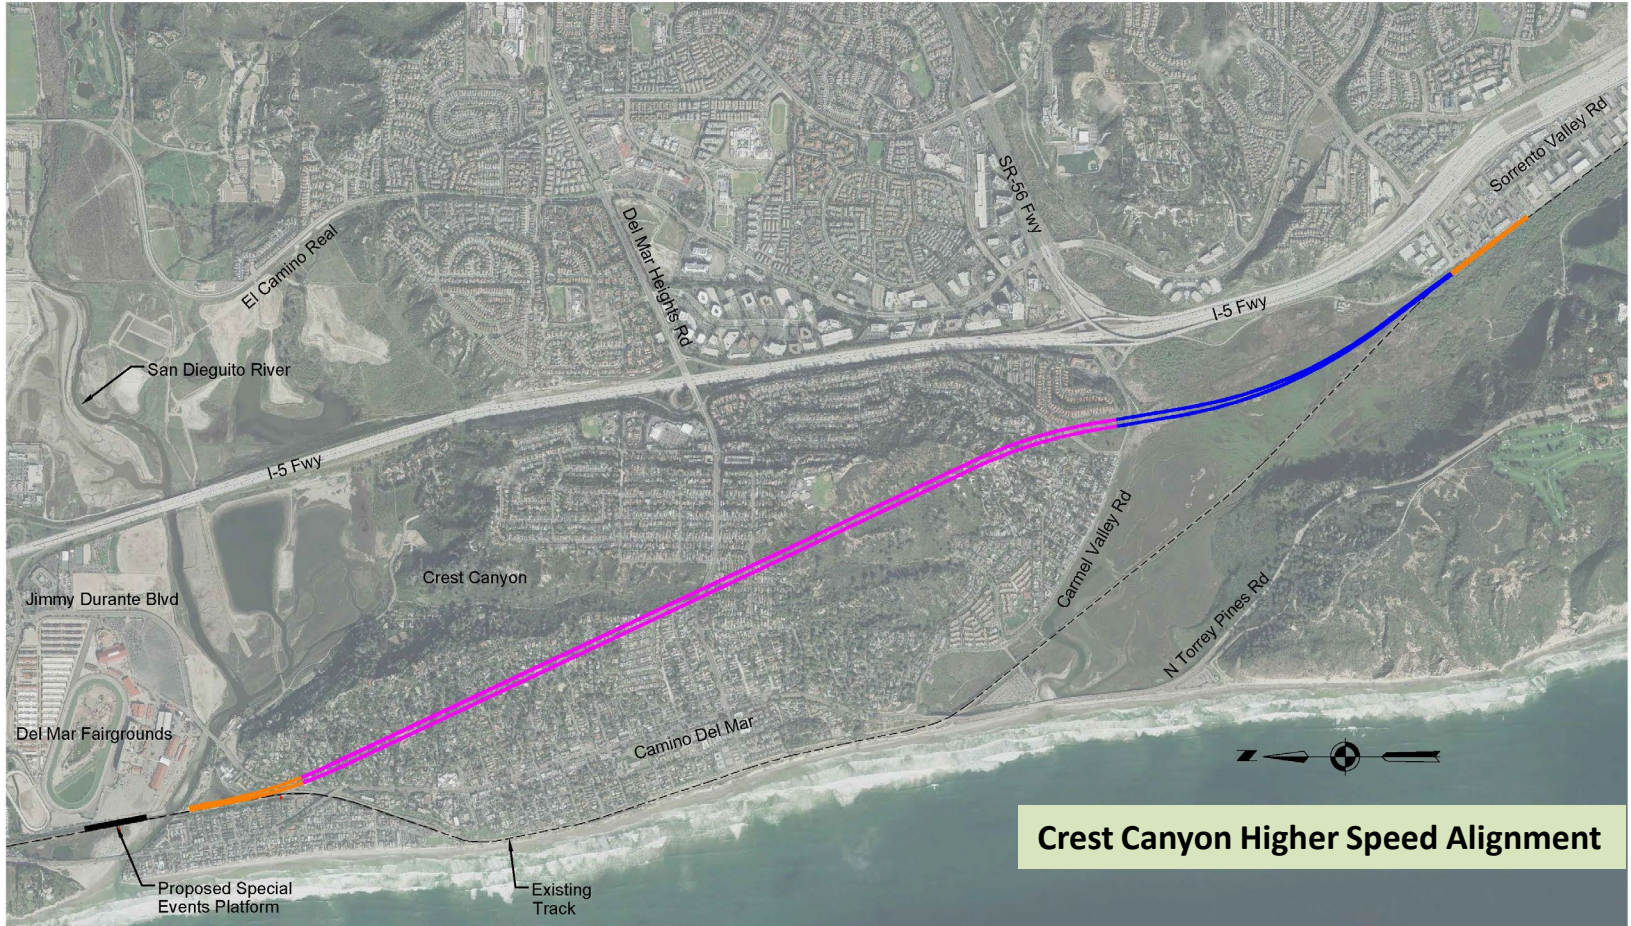 Sorrento Valley Rd
SR-56 Fwy
Del Mar Heights Rd
El Camino Real
I-5 Fwy
San Dieguito River
I-5 Fwy
Carmel Valley Rd
Crest Canyon
Jimmy Durante Blvd
N Torrey Pines Rd
Del Mar Fairgrounds
Camino Del Mar
N
Crest Canyon Higher Speed Alignment
Proposed Special
Events Platform
Existing
Track